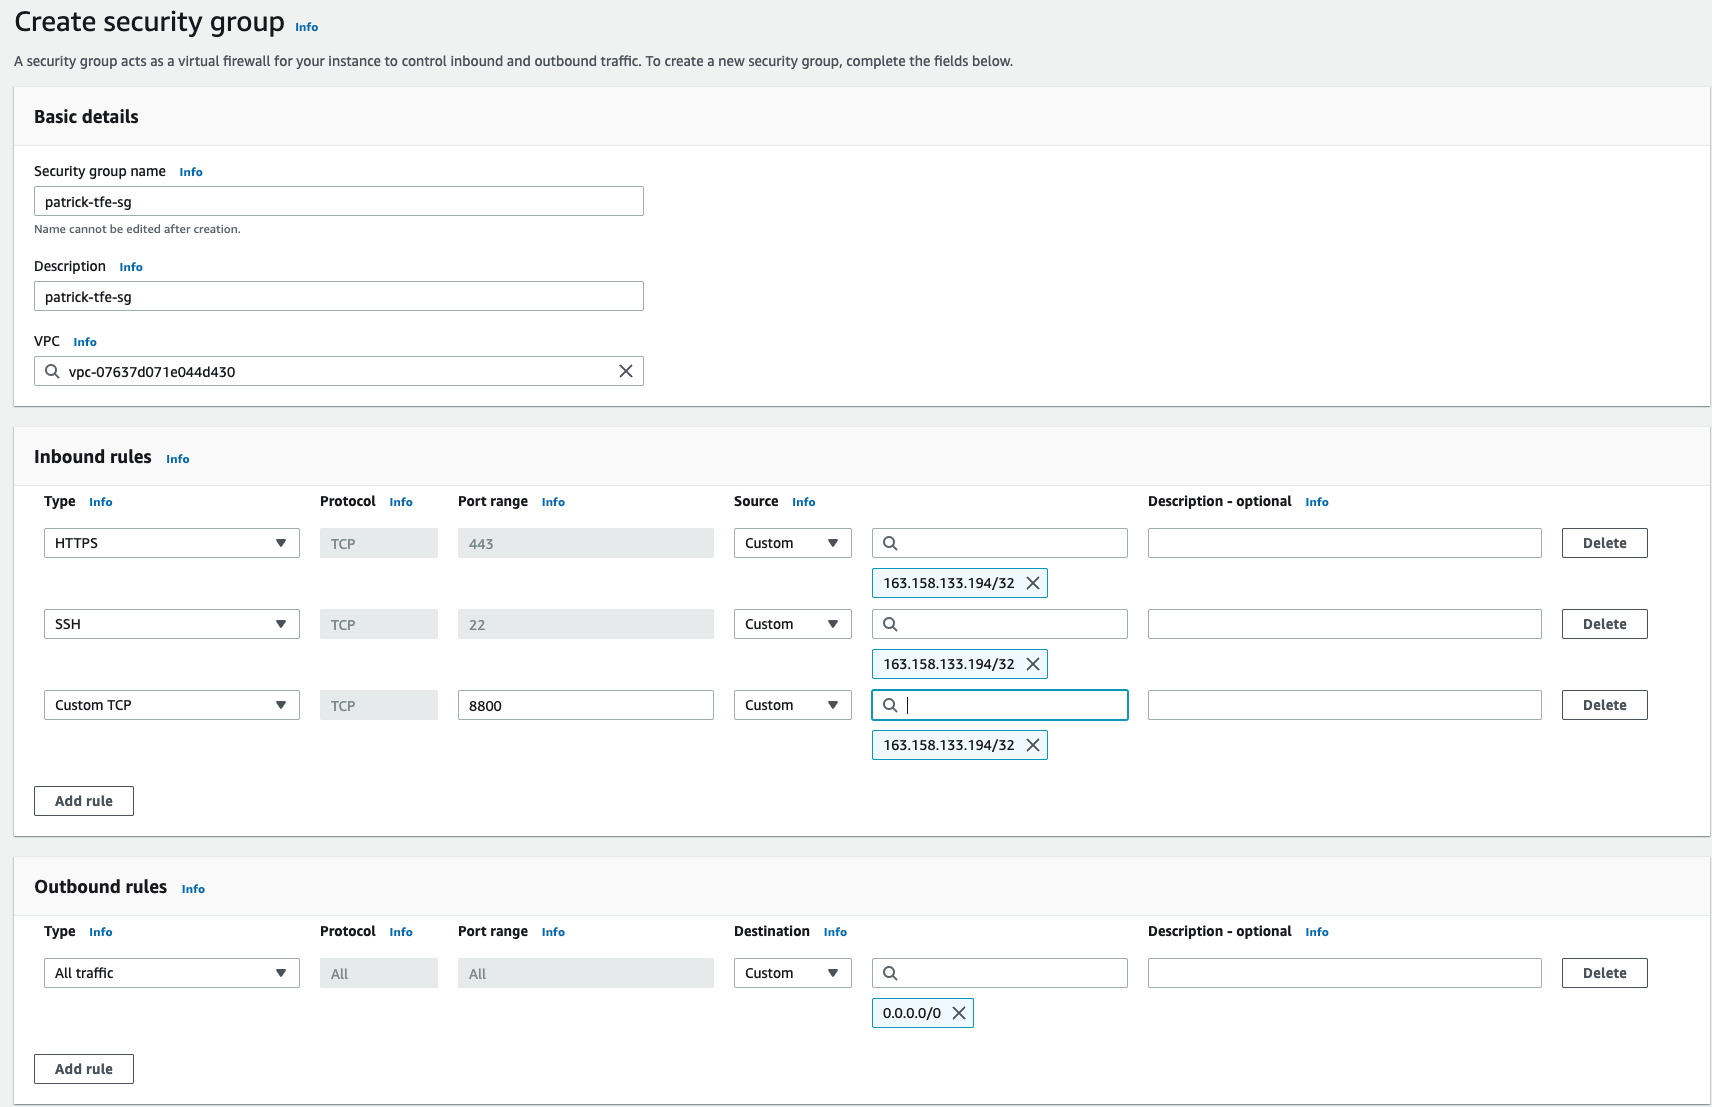 Create security group Info
A security group acts as a virtual firewall for your instance to control inbound and outbound traffic. To create a new security group, complete the fields below.
Basic details
Security group name Info
patrick-tfe-sg
Name cannot be edited after creation.
Description Info
patrick-tfe-sg
VPC Info
vpc-07637d071e044d430
Inbound rules Info
Type Info Protocol Info Port range Info Source Info Description - optional Info
HTTPS TCP 443 Custom Delete
163.158.133.194/32
SSH TCP 22 Custom Delete
163.158.133.194/32
Custom TCP TCP 8800 Custom Delete
163.158.133.194/32
Add rule
Outbound rules Info
Type Info Protocol Info Port range Info Destination Info Description - optional Info
All traffic All All Custom Delete
0.0.0.0/0
Add rule